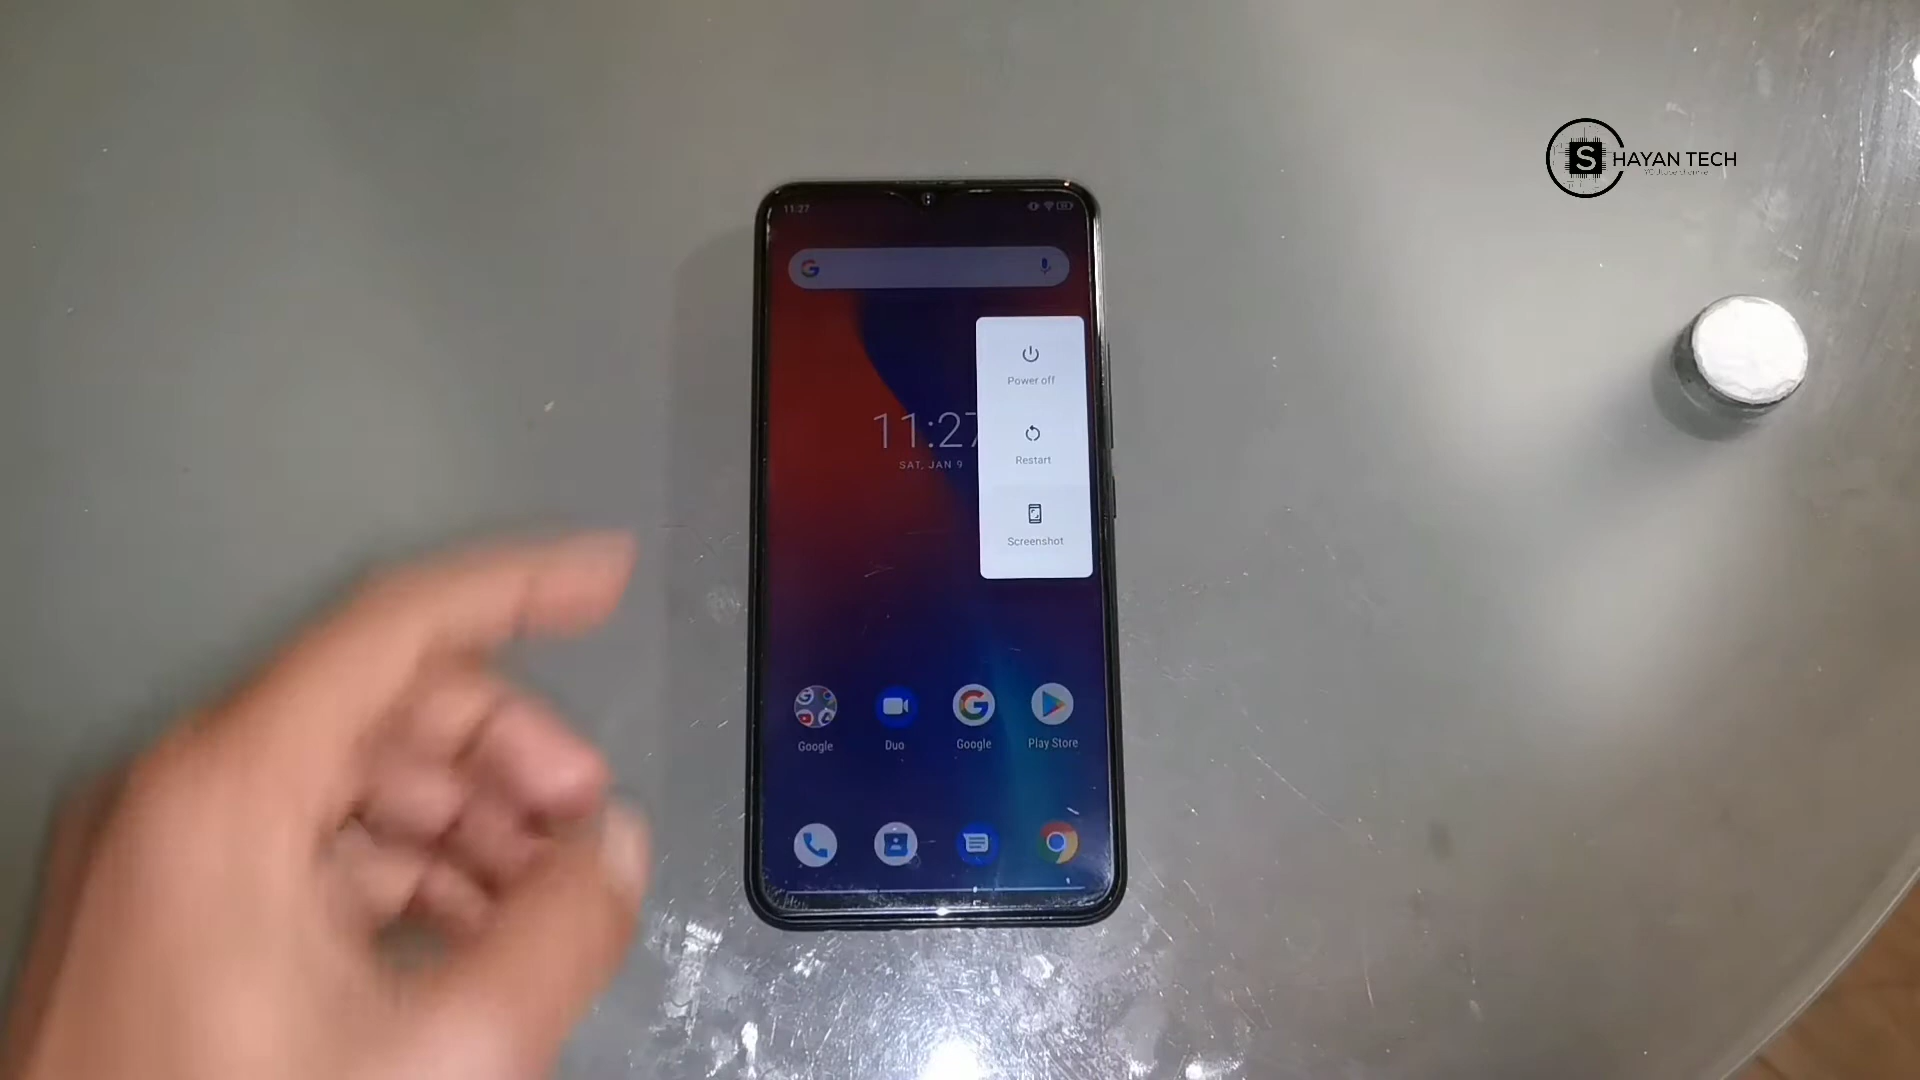 S HAYAN TECH
11:27
11:27
SAT, JAN 9
Power off
Restart
Screenshot
Google
Duo
Google
Play Store